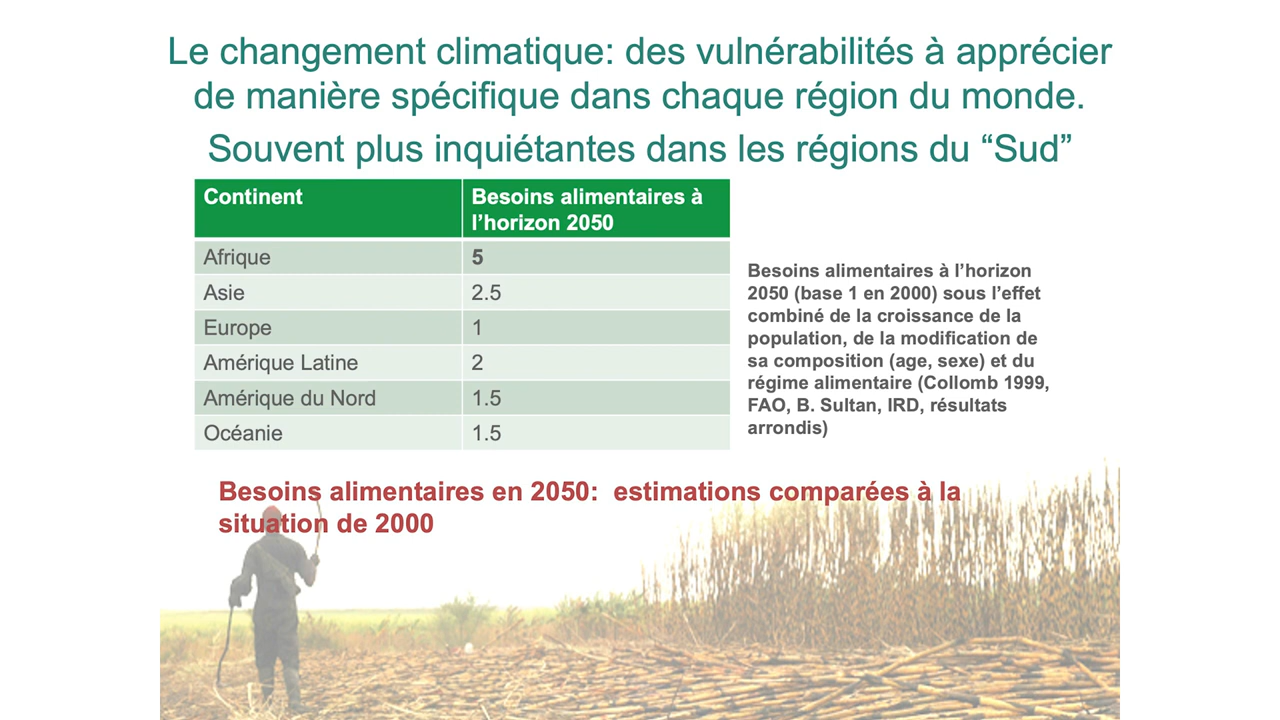 Le changement climatique: des vulnérabilités à apprécier
de manière spécifique dans chaque région du monde.
Souvent plus inquiétantes dans les régions du “Sud”
Continent
Besoins alimentaires à
l’horizon 2050
Afrique
5
Asie
2.5
Europe
1
Amérique Latine
2
Amérique du Nord
1.5
Océanie
1.5
Besoins alimentaires à l’horizon
2050 (base 1 en 2000) sous l’effet
combiné de la croissance de la
population, de la modification de
sa composition (age, sexe) et du
régime alimentaire (Collomb 1999,
FAO, B. Sultan, IRD, résultats
arrondis)
Besoins alimentaires en 2050:  estimations comparées à la
situation de 2000